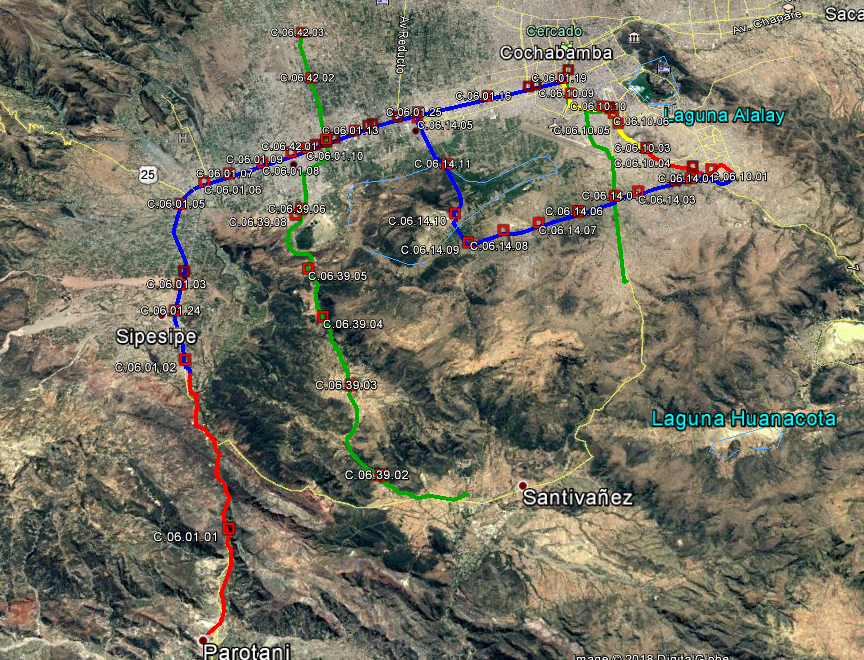 Saca
Av. Chapare
C.06.42.03
Av Reducto
Cercado
Cochabamba
C.06.42.02
C.06.01.19
C.06.01.16
C.06.10.09
C.06.10.10
Laguna Alalay
C.06.01.25
C.06.14.05
C.06.10.06
C.06.10.05
C.06.01.13
C.06.42.01
C.06.01.10
C.06.10.03
C.06.01.09
C.06.14.11
C.06.10.04
C.06.01.08
25
C.06.01.07
C.06.14.01
C.06.10.01
C.06.01.06
C.06.14.0
C.06.14.03
C.06.01.05
C.06.39.06
C.06.39.08
C.06.14.10
C.06.14.06
C.06.14.07
C.06.14.09
C.06.14.08
C.06.39.05
C.06.01.03
C.06.01.24
C.06.39.04
Sipesipe
C.06.01.02
C.06.39.03
Laguna Huanacota
C.06.39.02
Santivañez
C.06.01.01
Parotani
Image © 2018 DigitalGlobe